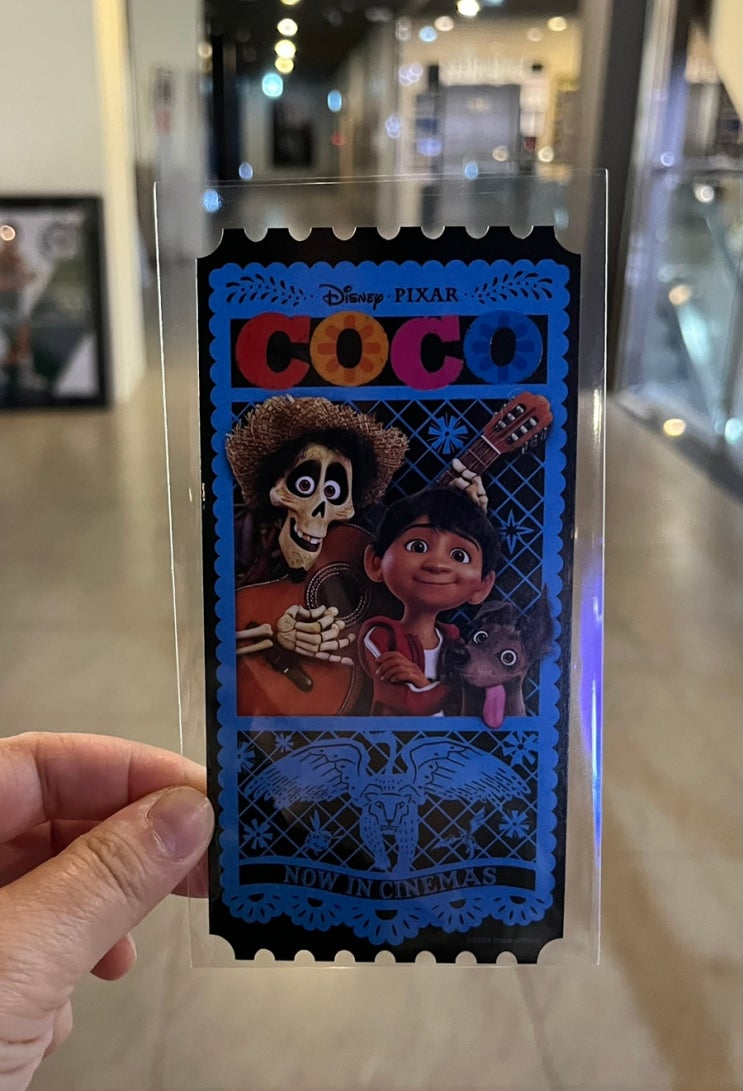 Disney · PIXAR
COCO
NOW IN CINEMAS